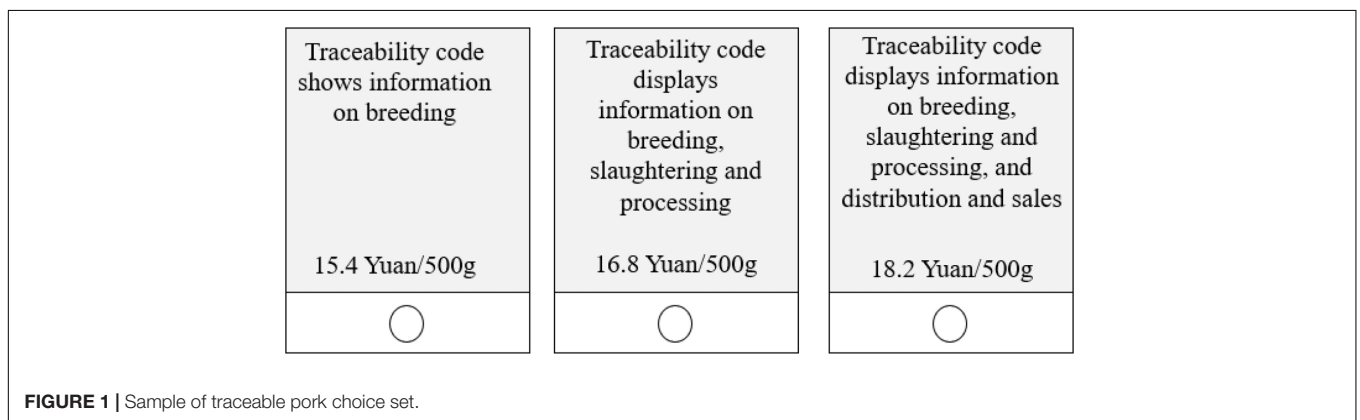 Traceability code
shows information
on breeding
15.4 Yuan/500g
Traceability code
displays
information on
breeding,
slaughtering and
processing
16.8 Yuan/500g
Traceability code
displays information
on breeding,
slaughtering and
processing, and
distribution and sales
18.2 Yuan/500g
FIGURE 1 | Sample of traceable pork choice set.